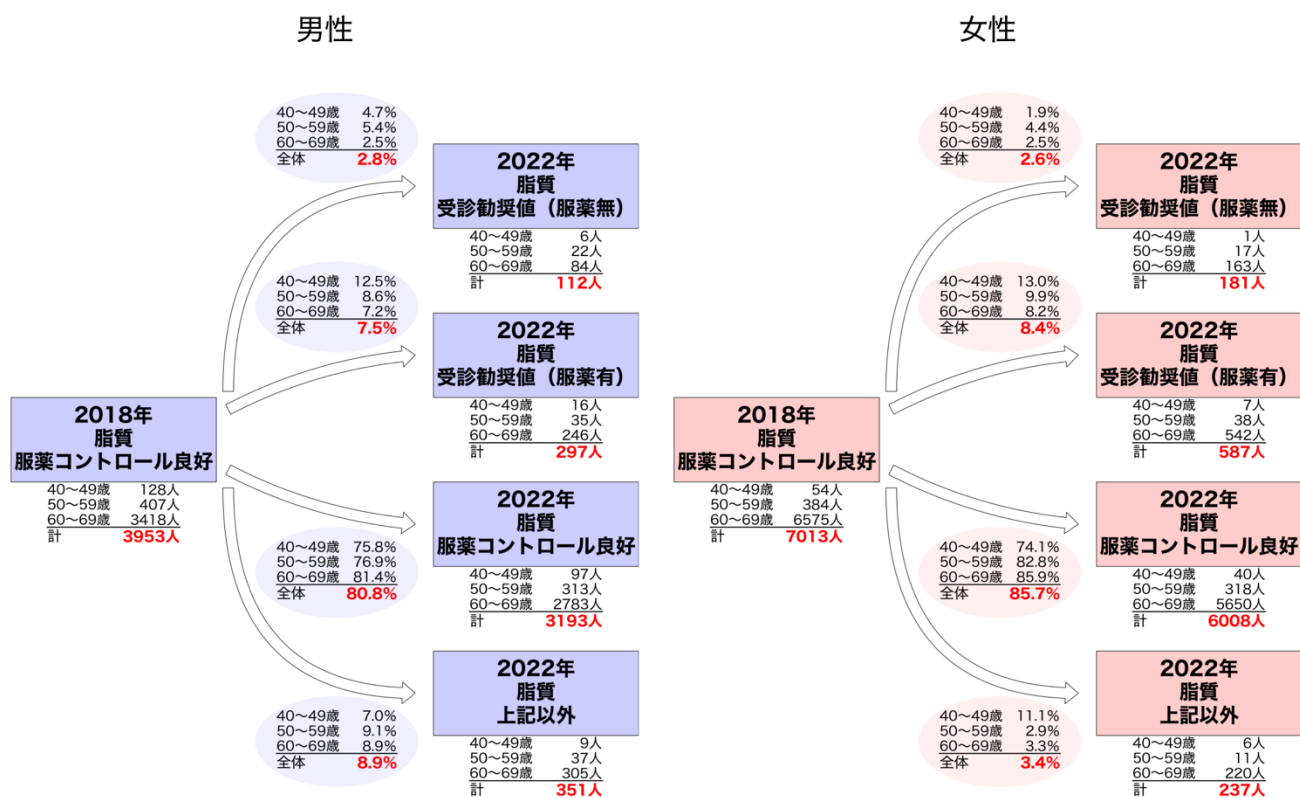 男性
40〜49歳 4.7%
50〜59歳 5.4%
60〜69歳 2.5%
全体 2.8%
2022年
脂質
受診勧奨値（服薬無）
40〜49歳 6人
50〜59歳 22人
60〜69歳 84人
計 112人
40〜49歳 12.5%
50〜59歳 8.6%
60〜69歳 7.2%
全体 7.5%
2022年
脂質
受診勧奨値（服薬有）
40〜49歳 16人
50〜59歳 35人
60〜69歳 246人
計 297人
2018年
脂質
服薬コントロール良好
40〜49歳 128人
50〜59歳 407人
60〜69歳 3418人
計 3953人
2022年
脂質
服薬コントロール良好
40〜49歳 97人
50〜59歳 313人
60〜69歳 2783人
計 3193人
40〜49歳 75.8%
50〜59歳 76.9%
60〜69歳 81.4%
全体 80.8%
2022年
脂質
上記以外
40〜49歳 9人
50〜59歳 37人
60〜69歳 305人
計 351人
40〜49歳 7.0%
50〜59歳 9.1%
60〜69歳 8.9%
全体 8.9%
女性
40〜49歳 1.9%
50〜59歳 4.4%
60〜69歳 2.5%
全体 2.6%
2022年
脂質
受診勧奨値（服薬無）
40〜49歳 1人
50〜59歳 17人
60〜69歳 163人
計 181人
40〜49歳 13.0%
50〜59歳 9.9%
60〜69歳 8.2%
全体 8.4%
2022年
脂質
受診勧奨値（服薬有）
40〜49歳 7人
50〜59歳 38人
60〜69歳 542人
計 587人
2018年
脂質
服薬コントロール良好
40〜49歳 54人
50〜59歳 384人
60〜69歳 6575人
計 7013人
2022年
脂質
服薬コントロール良好
40〜49歳 40人
50〜59歳 318人
60〜69歳 5650人
計 6008人
40〜49歳 74.1%
50〜59歳 82.8%
60〜69歳 85.9%
全体 85.7%
2022年
脂質
上記以外
40〜49歳 6人
50〜59歳 11人
60〜69歳 220人
計 237人
40〜49歳 11.1%
50〜59歳 2.9%
60〜69歳 3.3%
全体 3.4%